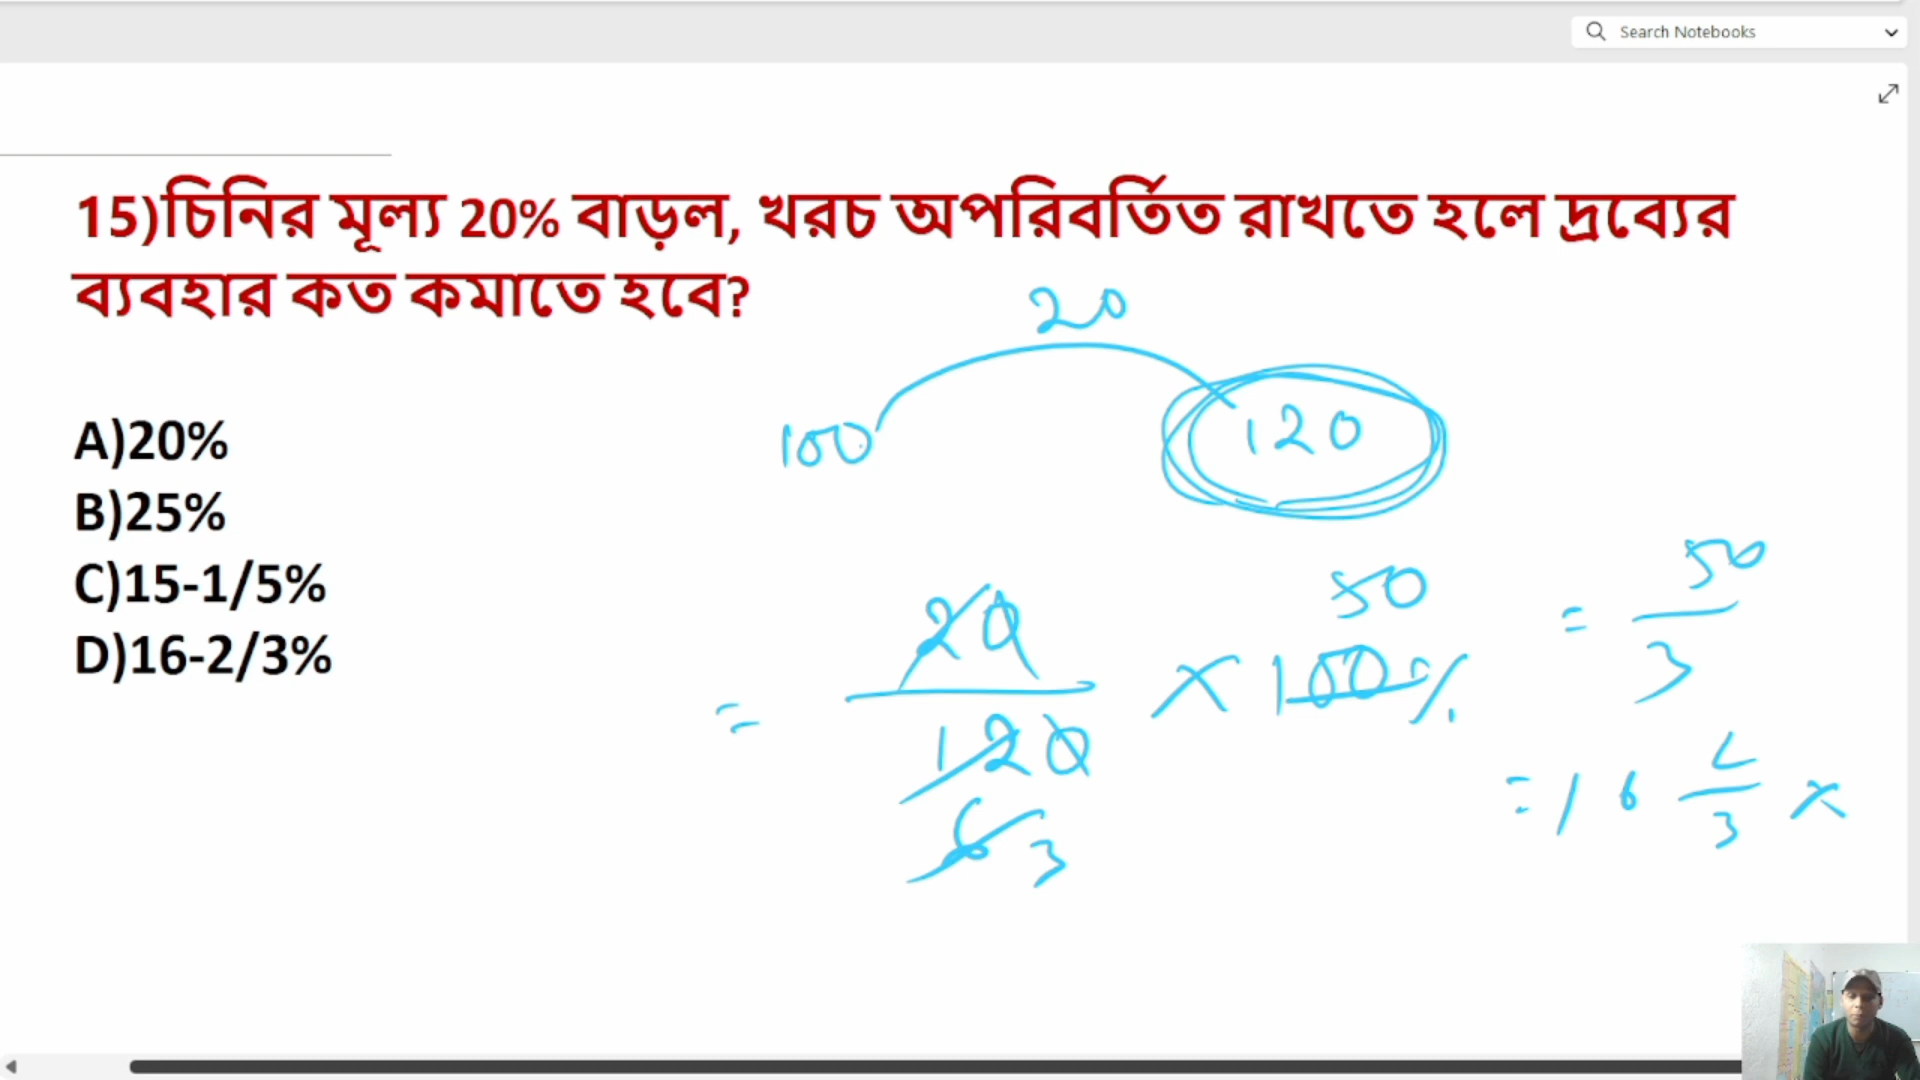 Search Notebooks
15)চিনির মূল্য 20% বাড়ল, খরচ অপরিবর্তিত রাখতে হলে দ্রব্যের
ব্যবহার কত কমাতে হবে?
20
100
120
A)20%
B)25%
C)15-1/5%
D)16-2/3%
50
= 20/120 × 100%
6 3
= 50/3
= 16 2/3 %